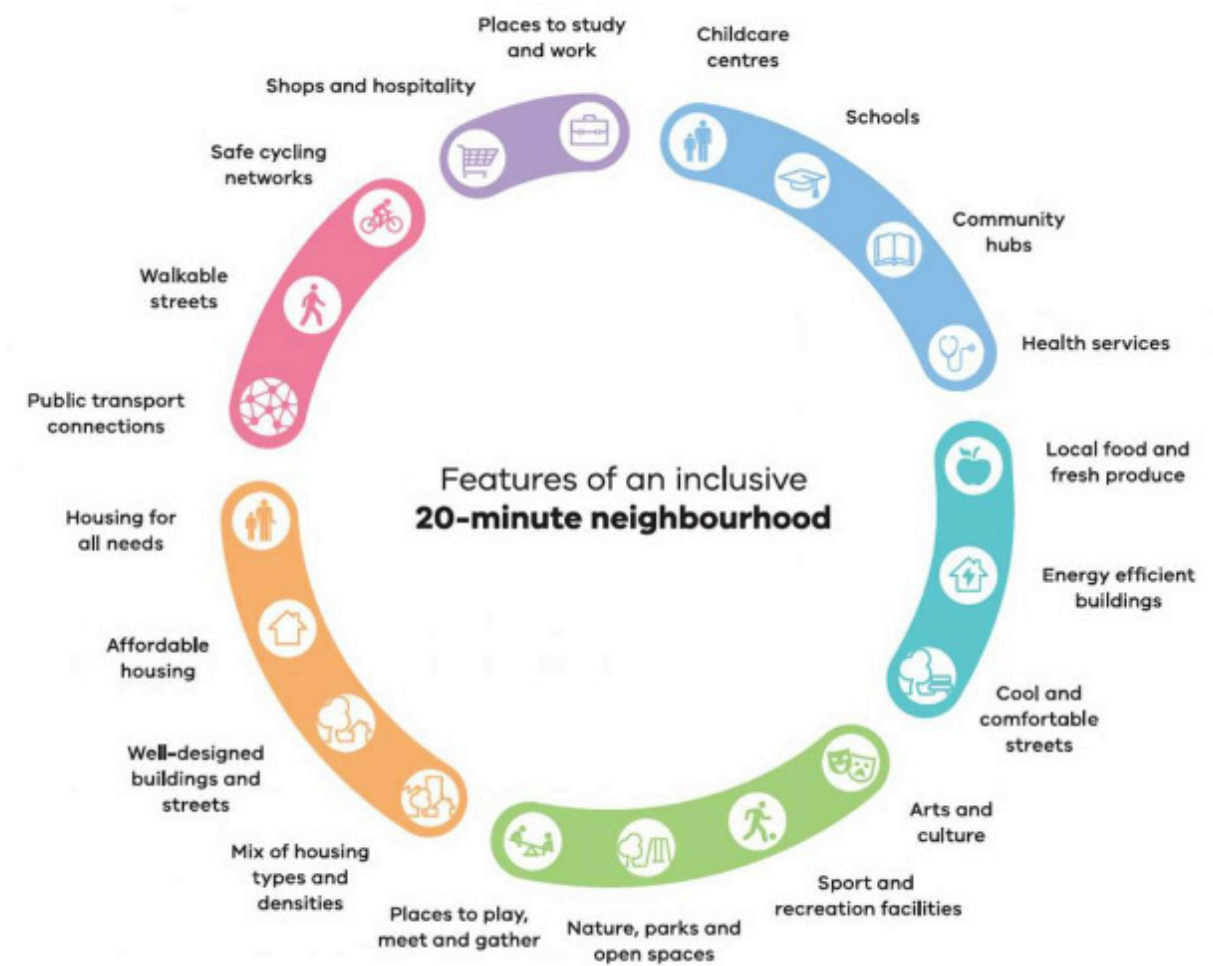 Places to study
and work
Childcare
centres
Shops and hospitality
Schools
Safe cycling
networks
Community
hubs
Walkable
streets
Health services
Public transport
connections
Local food and
fresh produce
Features of an inclusive
20-minute neighbourhood
Housing for
all needs
Energy efficient
buildings
Affordable
housing
Cool and
comfortable
streets
Well-designed
buildings and
streets
Arts and
culture
Mix of housing
types and
densities
Sport and
recreation facilities
Places to play,
meet and gather
Nature, parks and
open spaces